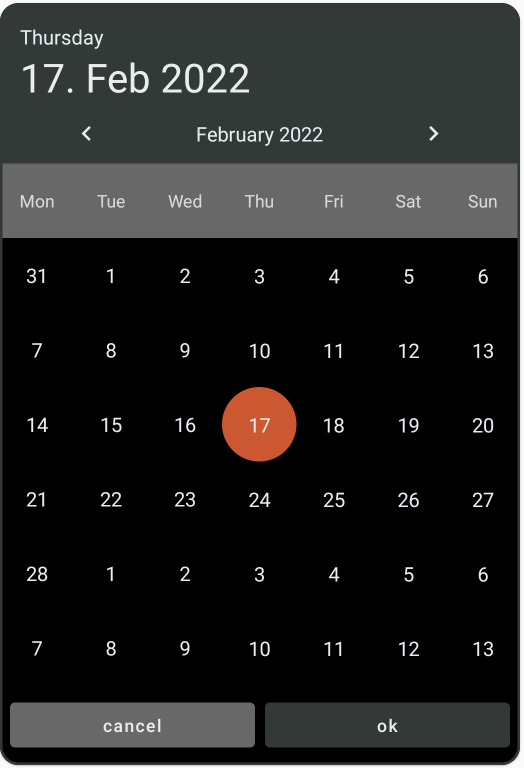 Thursday
17. Feb 2022
February 2022
Mon Tue Wed Thu Fri Sat Sun
31 1 2 3 4 5 6
7 8 9 10 11 12 13
14 15 16 17 18 19 20
21 22 23 24 25 26 27
28 1 2 3 4 5 6
7 8 9 10 11 12 13
cancel ok